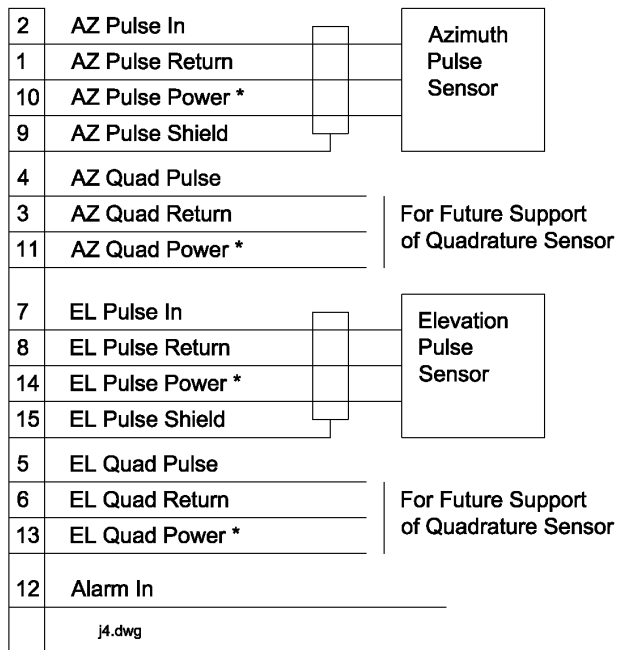 2 AZ Pulse In
1 AZ Pulse Return
10 AZ Pulse Power *
9 AZ Pulse Shield
Azimuth
Pulse
Sensor
4 AZ Quad Pulse
3 AZ Quad Return
11 AZ Quad Power *
For Future Support
of Quadrature Sensor
7 EL Pulse In
8 EL Pulse Return
14 EL Pulse Power *
15 EL Pulse Shield
Elevation
Pulse
Sensor
5 EL Quad Pulse
6 EL Quad Return
13 EL Quad Power *
For Future Support
of Quadrature Sensor
12 Alarm In
j4.dwg